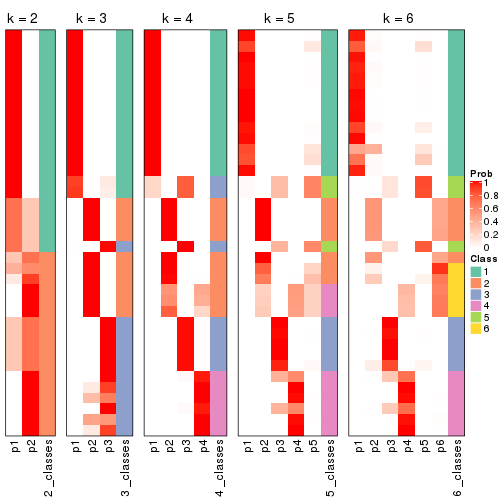 k = 2
k = 3
k = 4
k = 5
k = 6
p1
p2
2_classes
p1
p2
p3
3_classes
p1
p2
p3
p4
4_classes
p1
p2
p3
p4
p5
5_classes
p1
p2
p3
p4
p5
p6
6_classes
Prob
1
0.8
0.6
0.4
0.2
0
Class
1
2
3
4
5
6